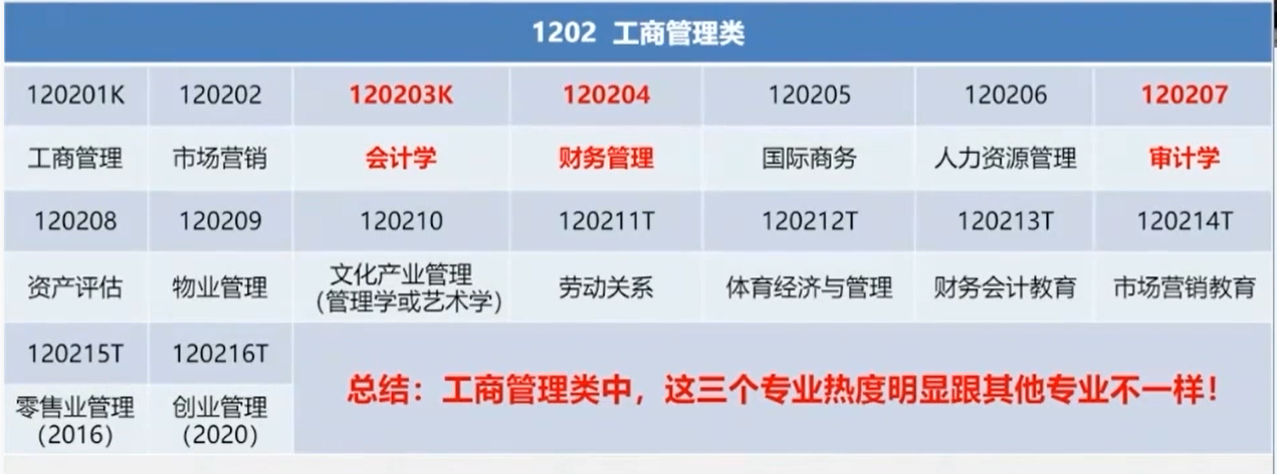 1202 工商管理类
120201K 120202 120203K 120204 120205 120206 120207
工商管理 市场营销 会计学 财务管理 国际商务 人力资源管理 审计学
120208 120209 120210 120211T 120212T 120213T 120214T
资产评估 物业管理 文化产业管理 劳动关系 体育经济与管理 财务会计教育 市场营销教育
（管理学或艺术学）
120215T 120216T
零售业管理 创业管理
（2016） （2020）
总结：工商管理类中，这三个专业热度明显跟其他专业不一样！